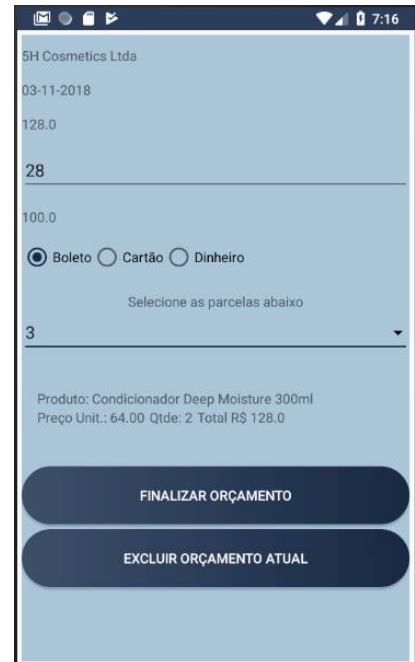 7:16
5H Cosmetics Ltda
03-11-2018
128.0
28
100.0
Boleto Cartão Dinheiro
Selecione as parcelas abaixo
3
Produto: Condicionador Deep Moisture 300ml
Preço Unit.: 64.00 Qtde: 2 Total R$ 128.0
FINALIZAR ORÇAMENTO
EXCLUIR ORÇAMENTO ATUAL